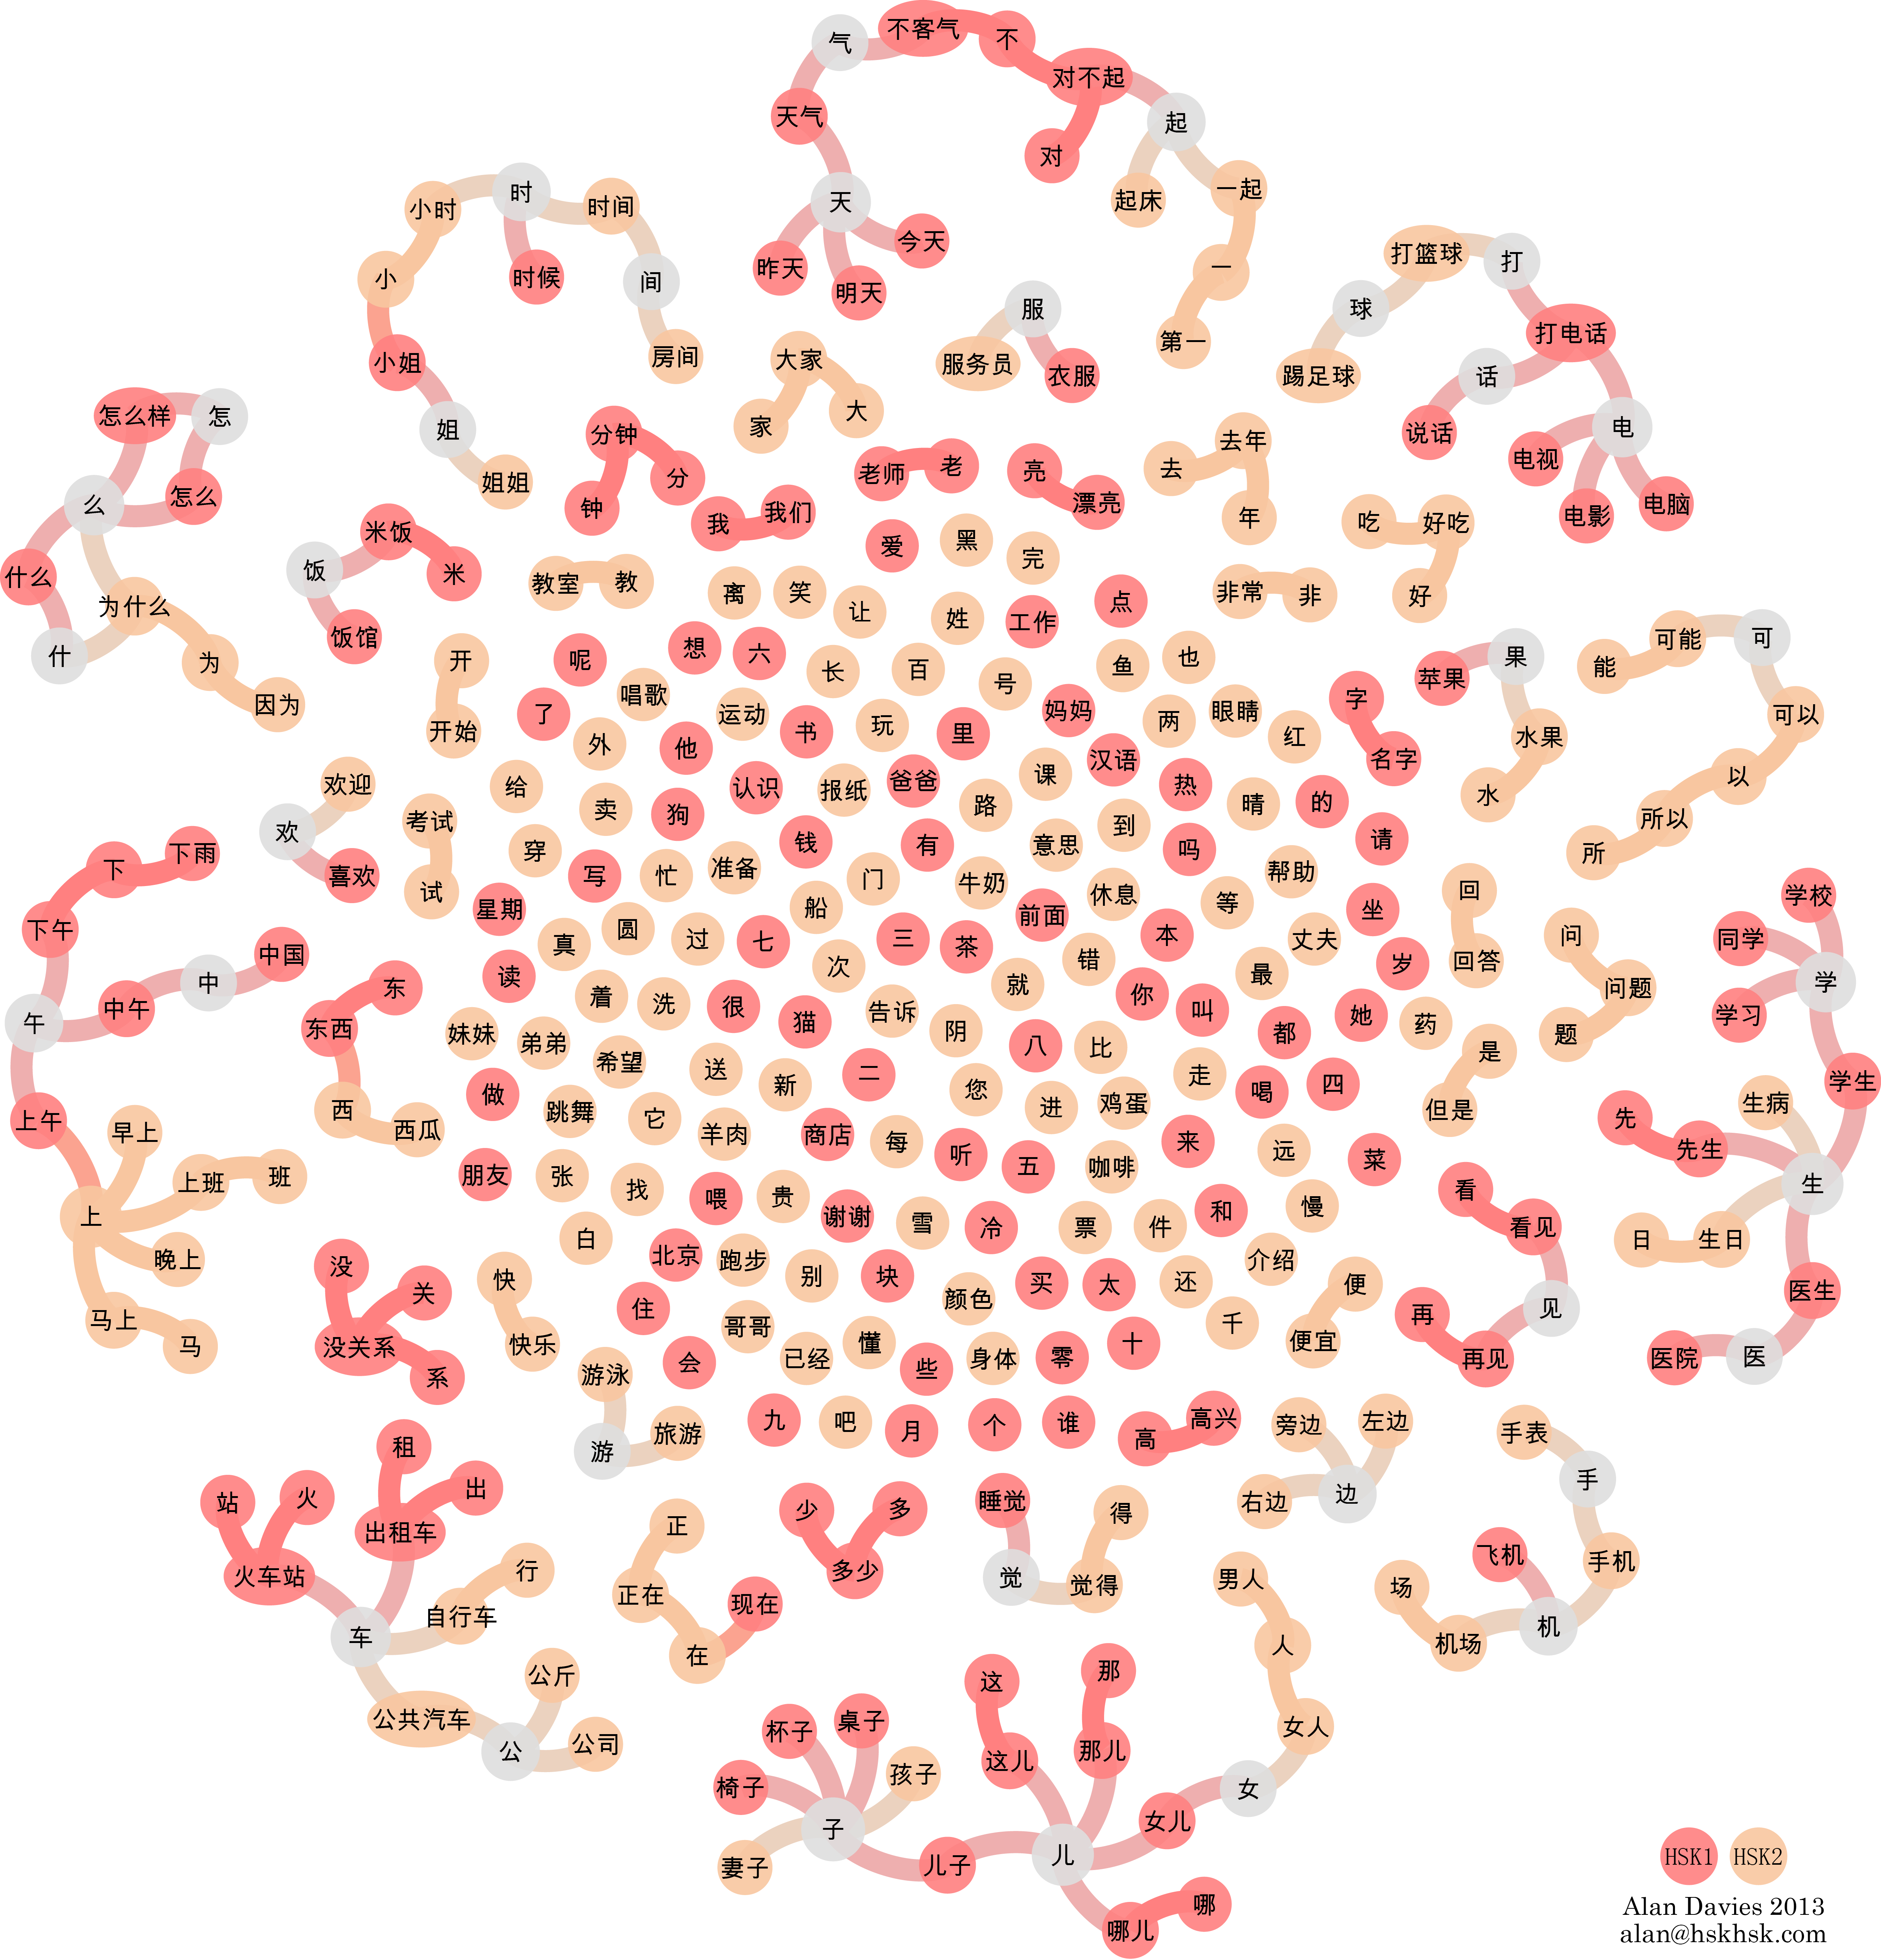 气
不客气
不
对不起
起
天气
对
天
今天
昨天
明天
起床
一起
一
第一
小时
时
时间
小
时候
间
小姐
房间
姐
姐姐
服
服务员
衣服
大家
家
大
打篮球
打
球
打电话
踢足球
话
说话
电
电视
电影
电脑
怎么样
怎
么
怎么
什么
为什么
什
为
因为
分钟
分
钟
我
我们
老师
老
亮
漂亮
去年
去
年
吃
好吃
好
非常
非
米饭
饭
米
饭馆
教室
教
爱
黑
完
离
笑
让
姓
工作
点
开
开始
呢
想
六
长
百
号
鱼
也
唱歌
了
运动
书
玩
里
妈妈
两
眼睛
红
外
他
给
认识
报纸
爸爸
课
汉语
热
晴
的
卖
狗
路
到
请
穿
钱
有
意思
吗
帮助
写
忙
准备
门
牛奶
休息
等
星期
船
前面
坐
真
圆
过
七
三
茶
错
本
丈夫
读
次
就
最
岁
着
洗
很
猫
告诉
阴
你
叫
她
药
妹妹
弟弟
希望
八
比
都
送
新
二
您
走
喝
四
做
跳舞
它
羊肉
进
鸡蛋
商店
每
听
来
远
菜
朋友
张
找
五
咖啡
喂
贵
谢谢
雪
冷
票
件
和
慢
白
北京
跑步
别
块
买
太
还
介绍
住
颜色
千
哥哥
懂
零
十
会
已经
些
身体
九
吧
月
个
谁
高
高兴
字
名字
苹果
果
水果
水
能
可能
可
可以
以
所以
所
欢迎
欢
喜欢
考试
试
下雨
下
下午
中国
中
中午
午
上午
早上
上班
班
上
晚上
马上
马
东
东西
西
西瓜
没
关
没关系
系
快
快乐
游泳
游
旅游
回
回答
问
问题
题
是
但是
看
看见
见
再
再见
便
便宜
学校
同学
学
学习
学生
生病
先
先生
生
日
生日
医生
医院
医
旁边
左边
右边
边
手表
手
手机
飞机
机
场
机场
租
站
火
出
出租车
火车站
车
行
自行车
公共汽车
公斤
公
公司
正
正在
现在
在
少
多
多少
睡觉
觉
得
觉得
男人
人
女人
女
女儿
这
那
这儿
那儿
儿
哪
哪儿
儿子
杯子
桌子
椅子
孩子
子
妻子
HSK1
HSK2
Alan Davies 2013
alan@hskhsk.com